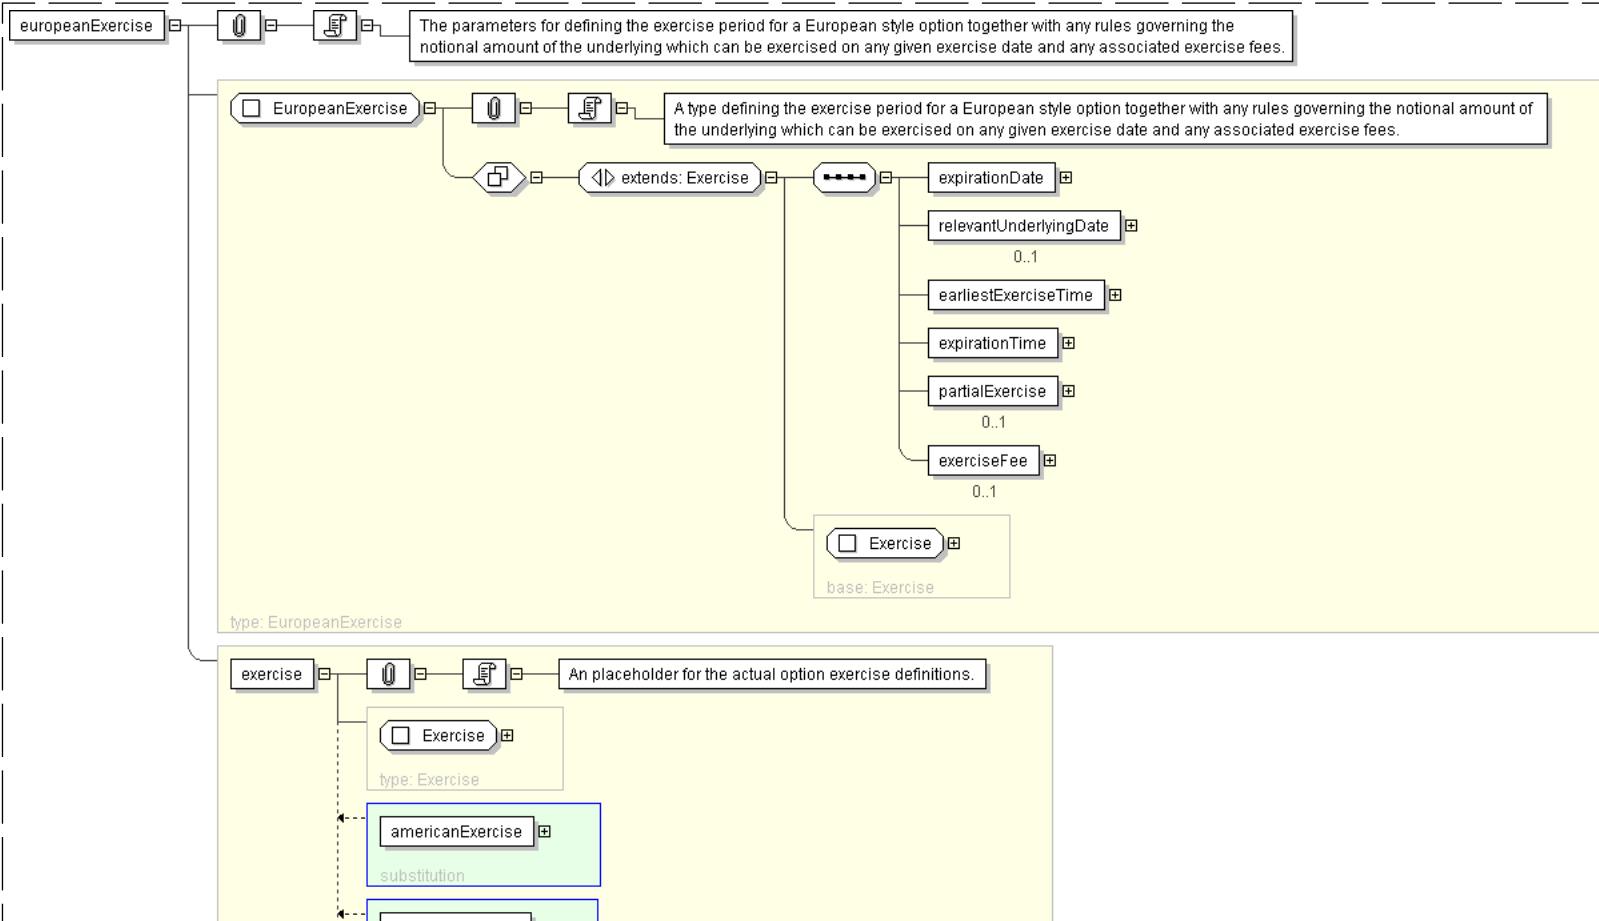 europeanExercise
The parameters for defining the exercise period for a European style option together with any rules governing the
notional amount of the underlying which can be exercised on any given exercise date and any associated exercise fees.
EuropeanExercise
A type defining the exercise period for a European style option together with any rules governing the notional amount of
the underlying which can be exercised on any given exercise date and any associated exercise fees.
extends: Exercise
expirationDate
relevantUnderlyingDate
0..1
earliestExerciseTime
expirationTime
partialExercise
0..1
exerciseFee
0..1
Exercise
base: Exercise
type: EuropeanExercise
exercise
An placeholder for the actual option exercise definitions.
Exercise
type: Exercise
americanExercise
substitution